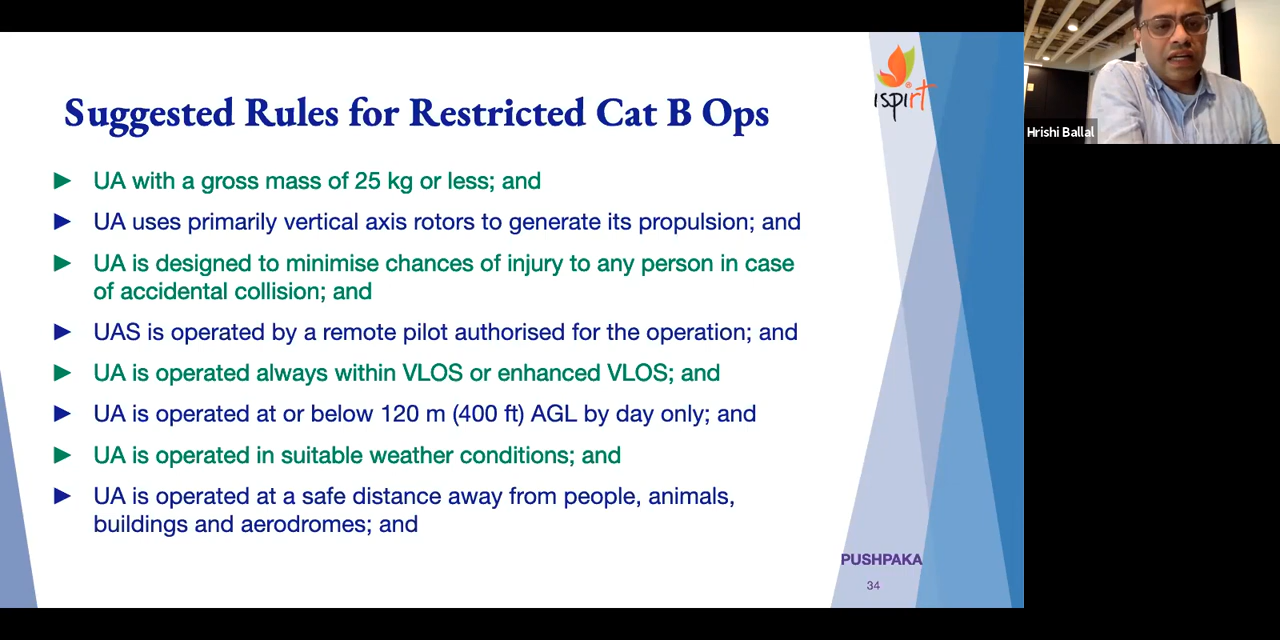 Suggested Rules for Restricted Cat B Ops
UA with a gross mass of 25 kg or less; and
UA uses primarily vertical axis rotors to generate its propulsion; and
UA is designed to minimise chances of injury to any person in case
of accidental collision; and
UAS is operated by a remote pilot authorised for the operation; and
UA is operated always within VLOS or enhanced VLOS; and
UA is operated at or below 120 m (400 ft) AGL by day only; and
UA is operated in suitable weather conditions; and
UA is operated at a safe distance away from people, animals,
buildings and aerodromes; and
ispirt
PUSHPAKA
34
Hrishi Ballal